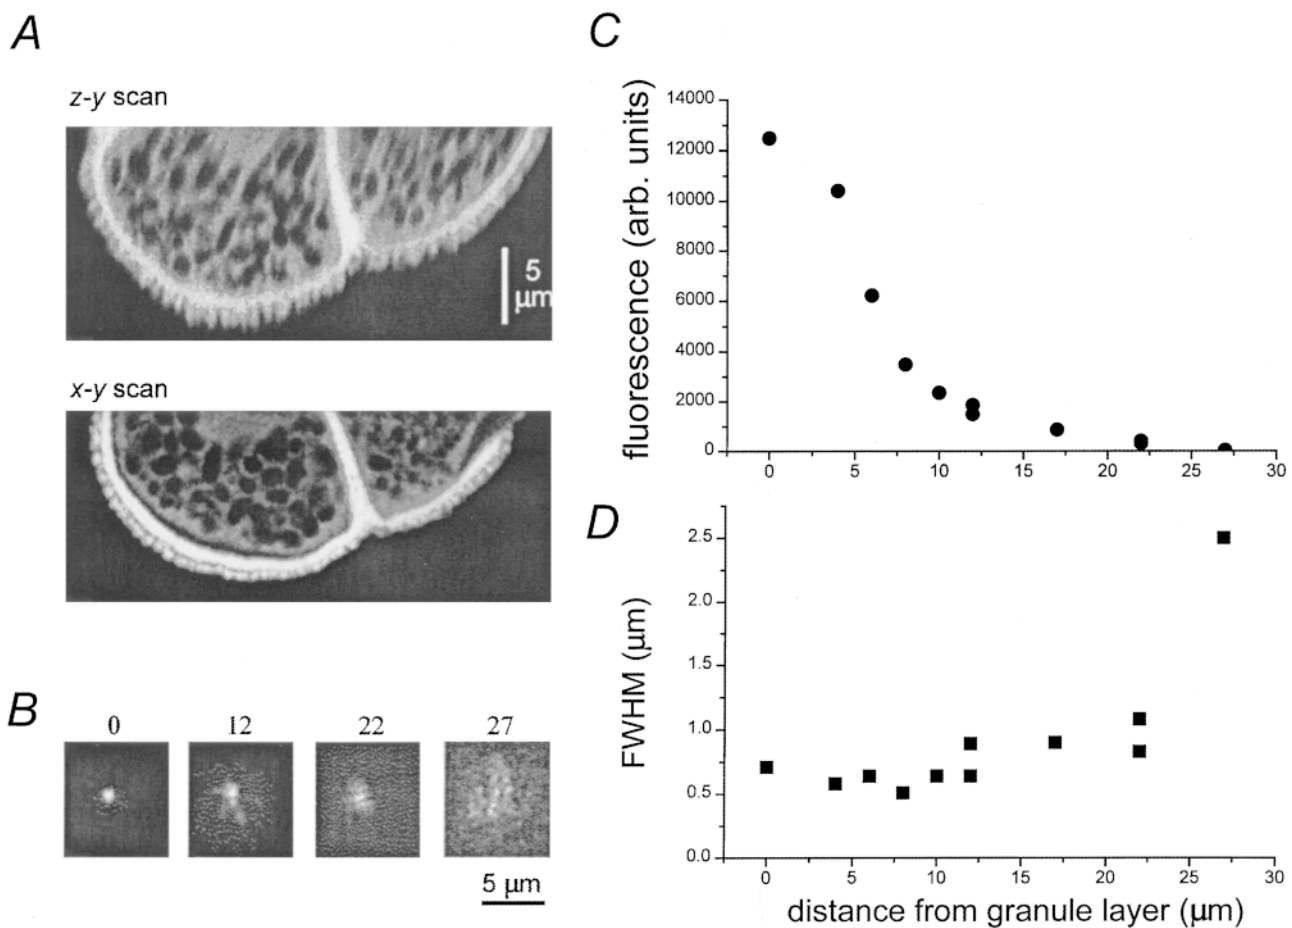 A
z-y scan
5
μm
x-y scan
B
0 12 22 27
5 μm
C
fluorescence (arb. units)
14000
12000
10000
8000
6000
4000
2000
0
0 5 10 15 20 25 30
D
FWHM (μm)
2.5
2.0
1.5
1.0
0.5
0.0
0 5 10 15 20 25 30
distance from granule layer (μm)